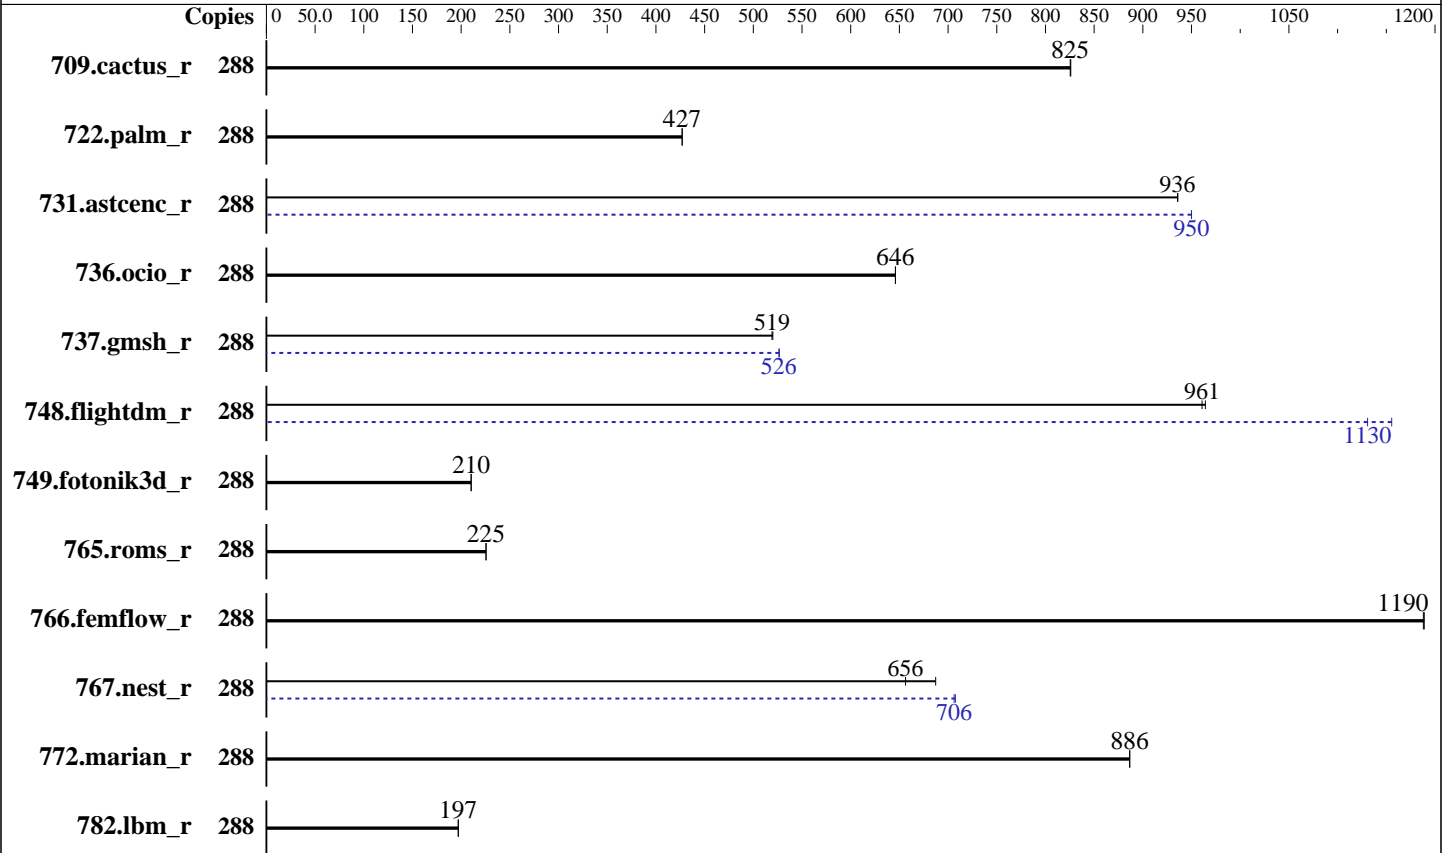 Copies 0 50.0 100 150 200 250 300 350 400 450 500 550 600 650 700 750 800 850 900 950 1050 1200
825
709.cactus_r 288
427
722.palm_r 288
936
731.astcenc_r 288
950
646
736.ocio_r 288
519
737.gmsh_r 288
526
961
748.flightdm_r 288
1130
210
749.fotonik3d_r 288
225
765.roms_r 288
1190
766.femflow_r 288
656
767.nest_r 288
706
886
772.marian_r 288
197
782.lbm_r 288